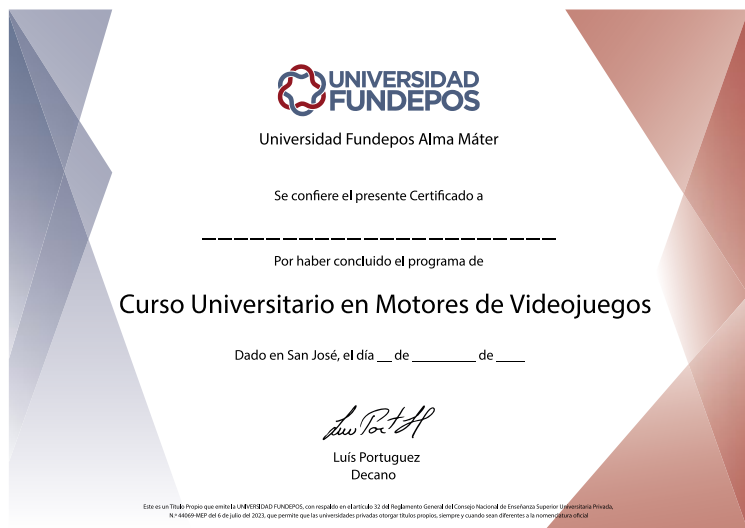 UNIVERSIDAD
FUNDEPOS
Universidad Fundepos Alma Máter
Se confiere el presente Certificado a
_ _ _ _ _ _ _ _ _ _ _ _ _ _ _ _ _ _ _ _ _ _
Por haber concluido el programa de
Curso Universitario en Motores de Videojuegos
Dado en San José, el día __ de ________ de ____
Luís Portuguez
Decano
Este es un Título Propio que emite la UNIVERSIDAD FUNDEPOS, con respaldo en el artículo 32 del Reglamento General del Consejo Nacional de Enseñanza Superior Universitaria Privada,
N.º 44069-MEP del 6 de julio del 2023, que permite que las universidades privadas otorgar títulos propios, siempre y cuando sean diferentes a la nomenclatura oficial